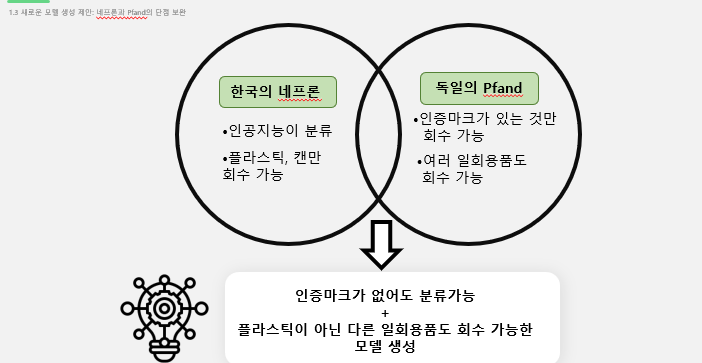 1.3 새로운 모델 생성 제안: 네프론과 Pfand의 단점 보완
한국의 네프론
•인공지능이 분류
•플라스틱, 캔만
회수 가능
독일의 Pfand
•인증마크가 있는 것만
회수 가능
•여러 일회용품도
회수 가능
인증마크가 없어도 분류가능
+
플라스틱이 아닌 다른 일회용품도 회수 가능한
모델 생성